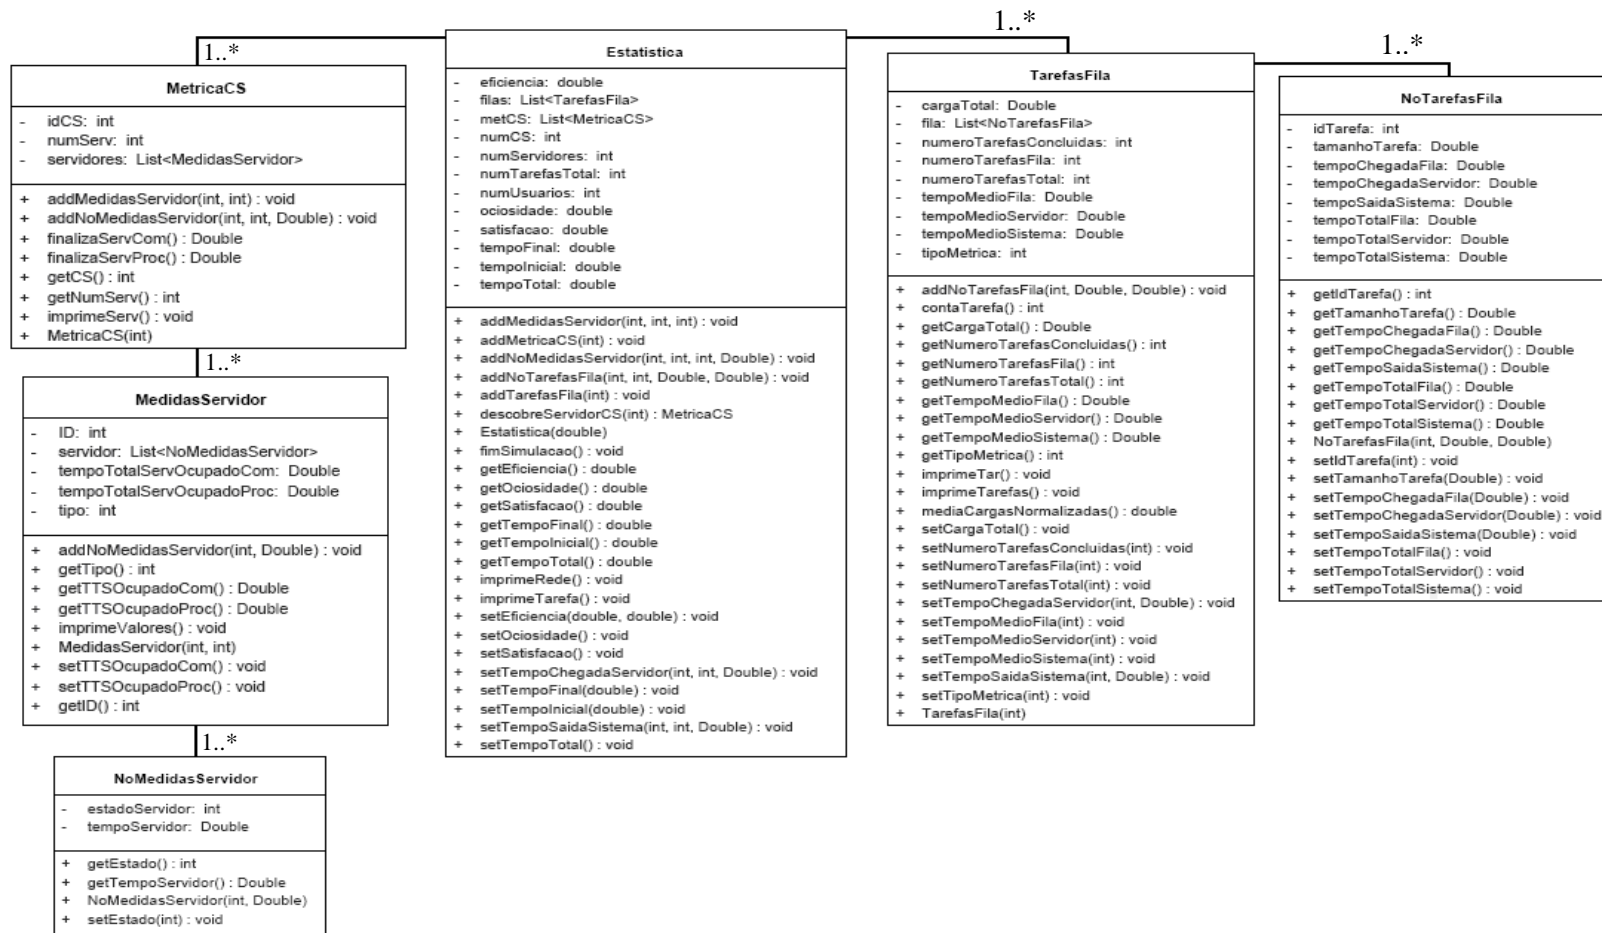 1..*
MetricaCS
- idCS: int
- numServ: int
- servidores: List<MedidasServidor>
+ addMedidasServidor(int, int) : void
+ addNoMedidasServidor(int, int, Double) : void
+ finalizaServCom() : Double
+ finalizaServProc() : Double
+ getCS() : int
+ getNumServ() : int
+ imprimeServ() : void
+ MetricaCS(int)
1..*
MedidasServidor
- ID: int
- servidor: List<NoMedidasServidor>
- tempoTotalServOcupadoCom: Double
- tempoTotalServOcupadoProc: Double
- tipo: int
+ addNoMedidasServidor(int, Double) : void
+ getTipo() : int
+ getTTSOcupadoCom() : Double
+ getTTSOcupadoProc() : Double
+ imprimeValores() : void
+ MedidasServidor(int, int)
+ setTTSOcupadoCom() : void
+ setTTSOcupadoProc() : void
+ getID() : int
1..*
NoMedidasServidor
- estadoServidor: int
- tempoServidor: Double
+ getEstado() : int
+ getTempoServidor() : Double
+ NoMedidasServidor(int, Double)
+ setEstado(int) : void
Estatistica
- eficiencia: double
- filas: List<TarefasFila>
- metCS: List<MetricaCS>
- numCS: int
- numServidores: int
- numTarefasTotal: int
- numUsuarios: int
- ociosidade: double
- satisfacao: double
- tempoFinal: double
- tempoInicial: double
- tempoTotal: double
+ addMedidasServidor(int, int, int) : void
+ addMetricaCS(int) : void
+ addNoMedidasServidor(int, int, int, Double) : void
+ addNoTarefasFila(int, int, Double, Double) : void
+ addTarefasFila(int) : void
+ descobreServidorCS(int) : MetricaCS
+ Estatistica(double)
+ fimSimulacao() : void
+ getEficiencia() : double
+ getOciosidade() : double
+ getSatisfacao() : double
+ getTempoFinal() : double
+ getTempoInicial() : double
+ getTempoTotal() : double
+ imprimeRede() : void
+ imprimeTarefa() : void
+ setEficiencia(double, double) : void
+ setOciosidade() : void
+ setSatisfacao() : void
+ setTempoChegadaServidor(int, int, Double) : void
+ setTempoFinal(double) : void
+ setTempoInicial(double) : void
+ setTempoSaidaSistema(int, int, Double) : void
+ setTempoTotal() : void
1..*
TarefasFila
- cargaTotal: Double
- fila: List<NoTarefasFila>
- numeroTarefasConcluidas: int
- numeroTarefasFila: int
- numeroTarefasTotal: int
- tempoMedioFila: Double
- tempoMedioServidor: Double
- tempoMedioSistema: Double
- tipoMetrica: int
+ addNoTarefasFila(int, Double, Double) : void
+ contaTarefa() : int
+ getCargaTotal() : Double
+ getNumeroTarefasConcluidas() : int
+ getNumeroTarefasFila() : int
+ getNumeroTarefasTotal() : int
+ getTempoMedioFila() : Double
+ getTempoMedioServidor() : Double
+ getTempoMedioSistema() : Double
+ getTipoMetrica() : int
+ imprimeTar() : void
+ imprimeTarefas() : void
+ mediaCargasNormalizadas() : double
+ setCargaTotal() : void
+ setNumeroTarefasConcluidas(int) : void
+ setNumeroTarefasFila(int) : void
+ setNumeroTarefasTotal(int) : void
+ setTempoChegadaServidor(int, Double) : void
+ setTempoMedioFila(int) : void
+ setTempoMedioServidor(int) : void
+ setTempoMedioSistema(int) : void
+ setTempoSaidaSistema(int, Double) : void
+ setTipoMetrica(int) : void
+ TarefasFila(int)
1..*
NoTarefasFila
- idTarefa: int
- tamanhoTarefa: Double
- tempoChegadaFila: Double
- tempoChegadaServidor: Double
- tempoSaidaSistema: Double
- tempoTotalFila: Double
- tempoTotalServidor: Double
- tempoTotalSistema: Double
+ getIdTarefa() : int
+ getTamanhoTarefa() : Double
+ getTempoChegadaFila() : Double
+ getTempoChegadaServidor() : Double
+ getTempoSaidaSistema() : Double
+ getTempoTotalFila() : Double
+ getTempoTotalServidor() : Double
+ getTempoTotalSistema() : Double
+ NoTarefasFila(int, Double, Double)
+ setIdTarefa(int) : void
+ setTamanhoTarefa(Double) : void
+ setTempoChegadaFila(Double) : void
+ setTempoChegadaServidor(Double) : void
+ setTempoSaidaSistema(Double) : void
+ setTempoTotalFila() : void
+ setTempoTotalServidor() : void
+ setTempoTotalSistema() : void